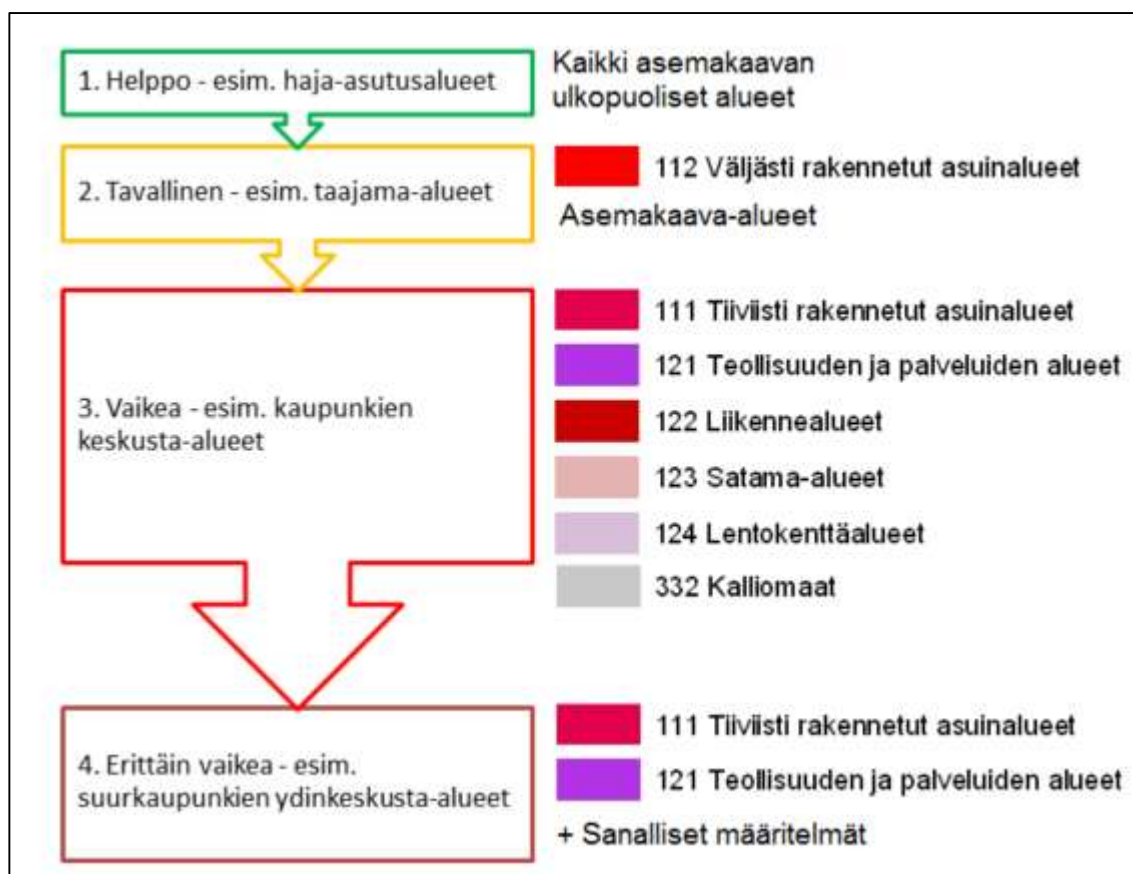 1. Helppo - esim. haja-asutusalueet
Kaikki asemakaavan
ulkopuoliset alueet
2. Tavallinen - esim. taajama-alueet
112 Väljästi rakennetut asuinalueet
Asemakaava-alueet
3. Vaikea - esim. kaupunkien
keskusta-alueet
111 Tiiviisti rakennetut asuinalueet
121 Teollisuuden ja palveluiden alueet
122 Liikennealueet
123 Satama-alueet
124 Lentokenttäalueet
332 Kalliomaat
4. Erittäin vaikea - esim.
suurkaupunkien ydinkeskusta-alueet
111 Tiiviisti rakennetut asuinalueet
121 Teollisuuden ja palveluiden alueet
+ Sanalliset määritelmät